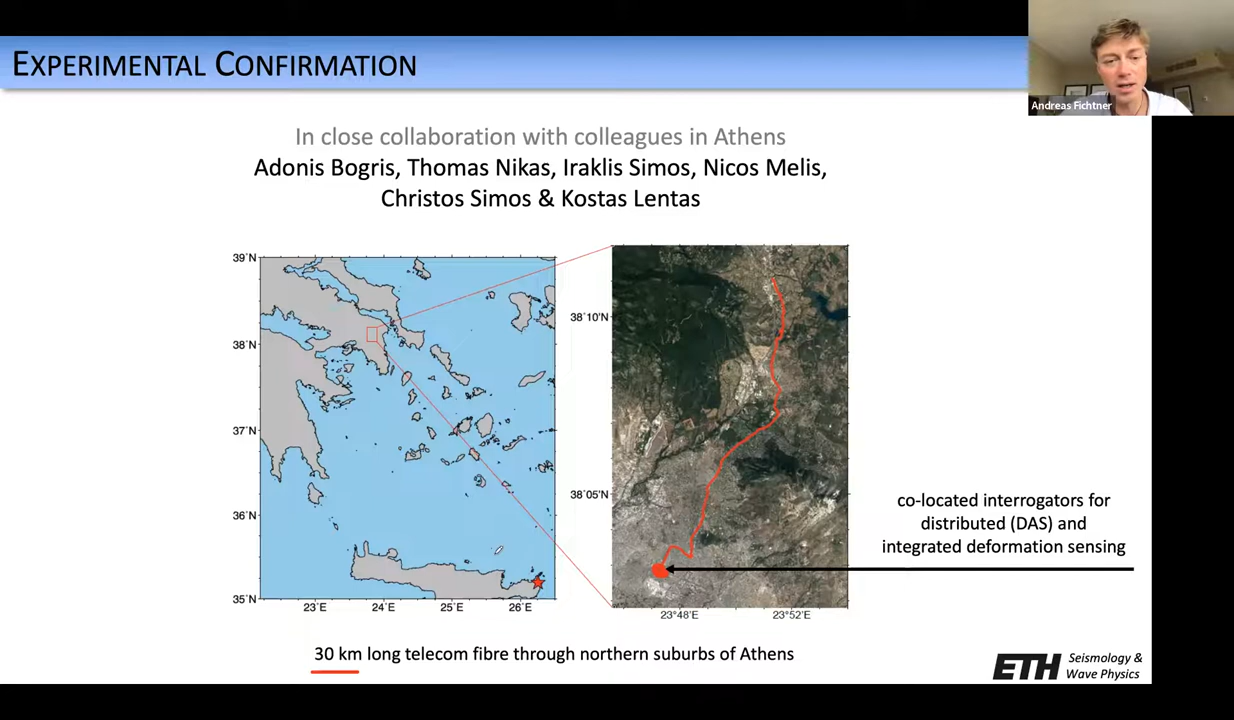 EXPERIMENTAL CONFIRMATION
Andreas Fichtner
In close collaboration with colleagues in Athens
Adonis Bogris, Thomas Nikas, Iraklis Simos, Nicos Melis,
Christos Simos & Kostas Lentas
39˚N
38˚N
37˚N
36˚N
35˚N
23˚E
24˚E
25˚E
26˚E
38˚10'N
38˚05'N
23˚48'E
23˚52'E
co-located interrogators for
distributed (DAS) and
integrated deformation sensing
30 km long telecom fibre through northern suburbs of Athens
ETH
Seismology &
Wave Physics